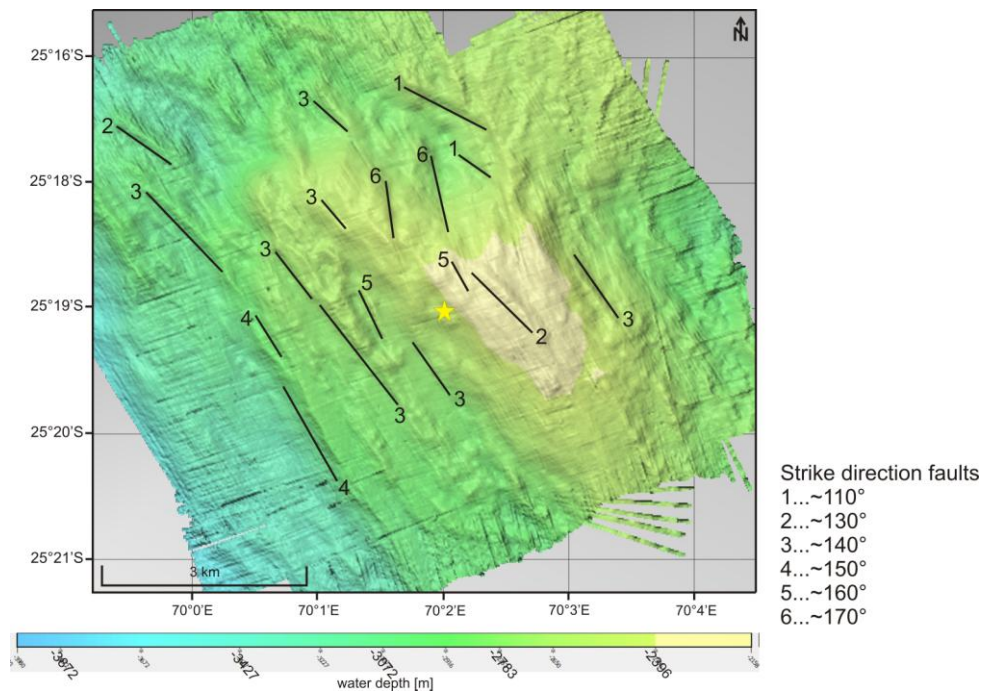 N
25°16'S
25°18'S
25°19'S
25°20'S
25°21'S
1
3
2
6
1
6
3
3
3
5
5
4
2
3
3
3
4
3 km
70°0'E
70°1'E
70°2'E
70°3'E
70°4'E
-3872 -3427 -3072 -2783 -2396
water depth [m]
Strike direction faults
1...~110°
2...~130°
3...~140°
4...~150°
5...~160°
6...~170°